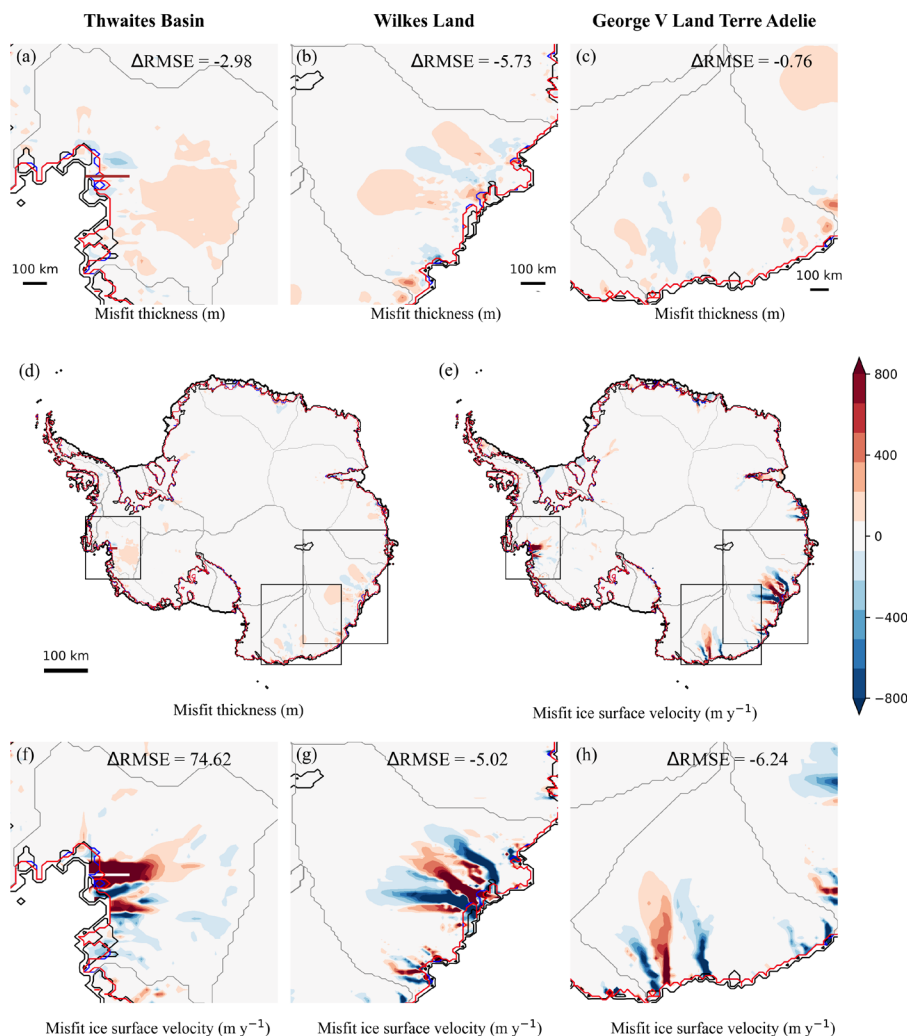 Thwaites Basin
Wilkes Land
George V Land Terre Adelie
(a)
ΔRMSE = -2.98
100 km
Misfit thickness (m)
(b)
ΔRMSE = -5.73
100 km
Misfit thickness (m)
(c)
ΔRMSE = -0.76
100 km
Misfit thickness (m)
(d)
100 km
Misfit thickness (m)
(e)
Misfit ice surface velocity (m y⁻¹)
800
400
0
−400
−800
(f)
ΔRMSE = 74.62
Misfit ice surface velocity (m y⁻¹)
(g)
ΔRMSE = -5.02
Misfit ice surface velocity (m y⁻¹)
(h)
ΔRMSE = -6.24
Misfit ice surface velocity (m y⁻¹)